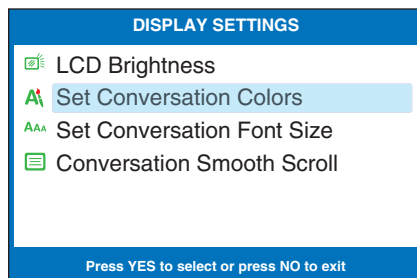 DISPLAY SETTINGS
LCD Brightness
Set Conversation Colors
Set Conversation Font Size
Conversation Smooth Scroll
Press YES to select or press NO to exit